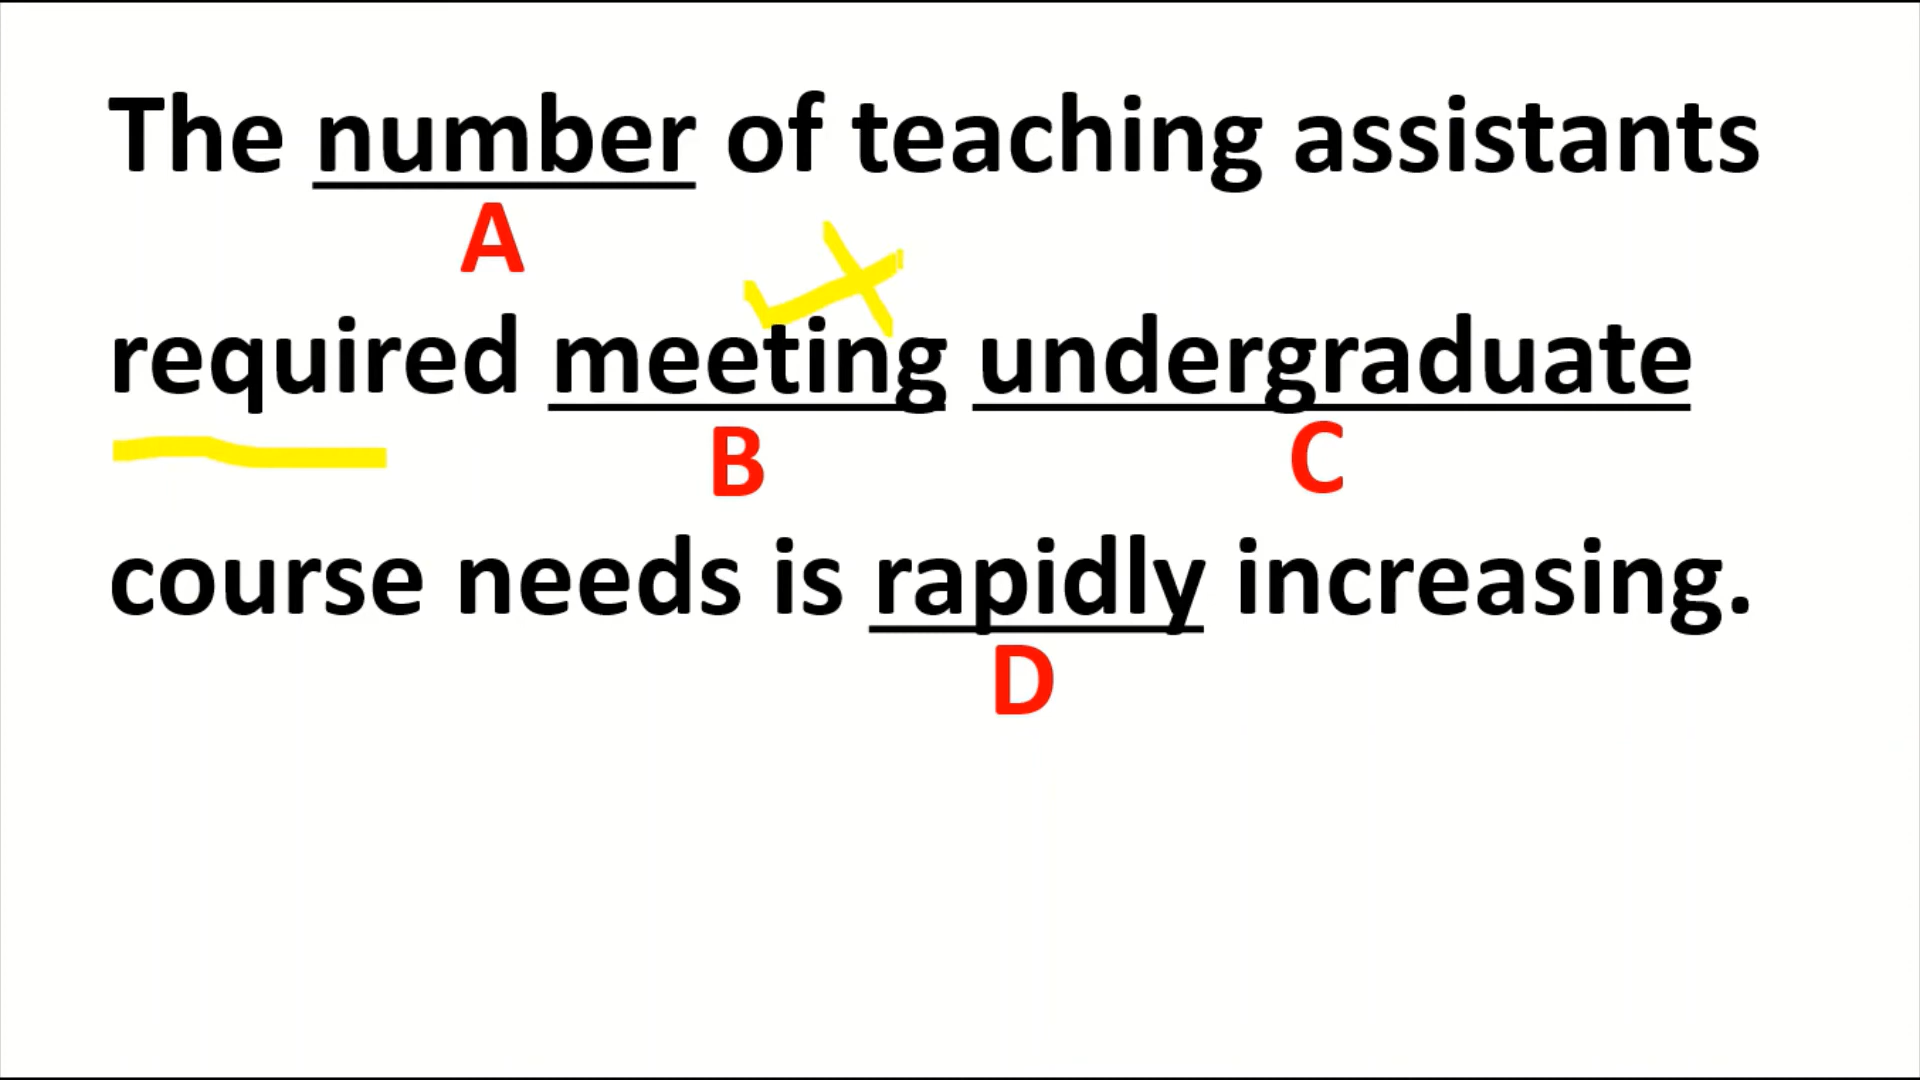 The number of teaching assistants
A
required meeting undergraduate
B C
course needs is rapidly increasing.
D